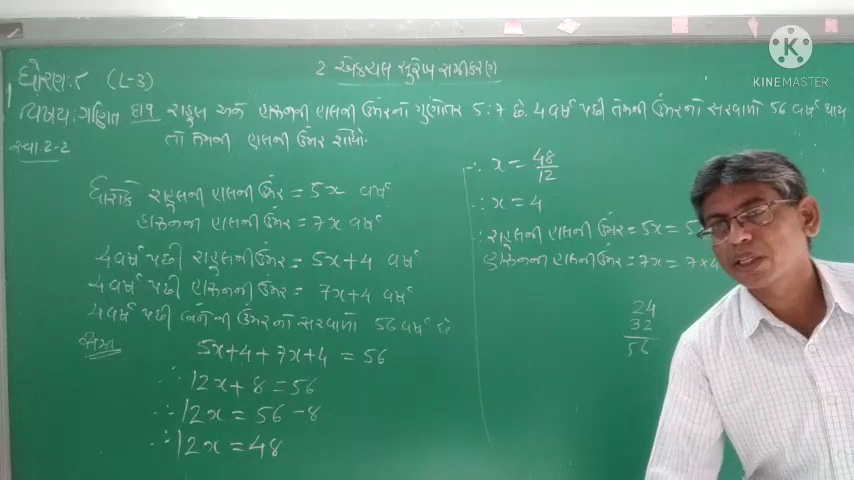 ધોરણ: ૮ (L-3)
2 એકચલ સુરેખ સમીકરણ
વિષય: ગણિત દા ૧ રાહુલ અને હારુનની હાલની ઉંમરનો ગુણોત્તર 5:7 છે. 4 વર્ષ પછી તેમની ઉંમરનો સરવાળો 56 વર્ષ થાય
સ્વા. 2-2 તો તેમની હાલની ઉંમર શોધો.
ધારોકે રાહુલની હાલની ઉંમર = 5x વર્ષ
હારુનની હાલની ઉંમર = 7x વર્ષ
4 વર્ષ પછી રાહુલની ઉંમર = 5x+4 વર્ષ
4 વર્ષ પછી હારુનની ઉંમર = 7x+4 વર્ષ
4 વર્ષ પછી બંનેની ઉંમરનો સરવાળો 56 વર્ષ છે
5x+4+7x+4 = 56
∴ 12x+8 = 56
∴ 12x = 56-8
∴ 12x = 48
∴ x = 48/12
∴ x = 4
∴ રાહુલની હાલની ઉંમર = 5x = 5x
હારુનની હાલની ઉંમર = 7x = 7×4
24
32
56
KINEMASTER